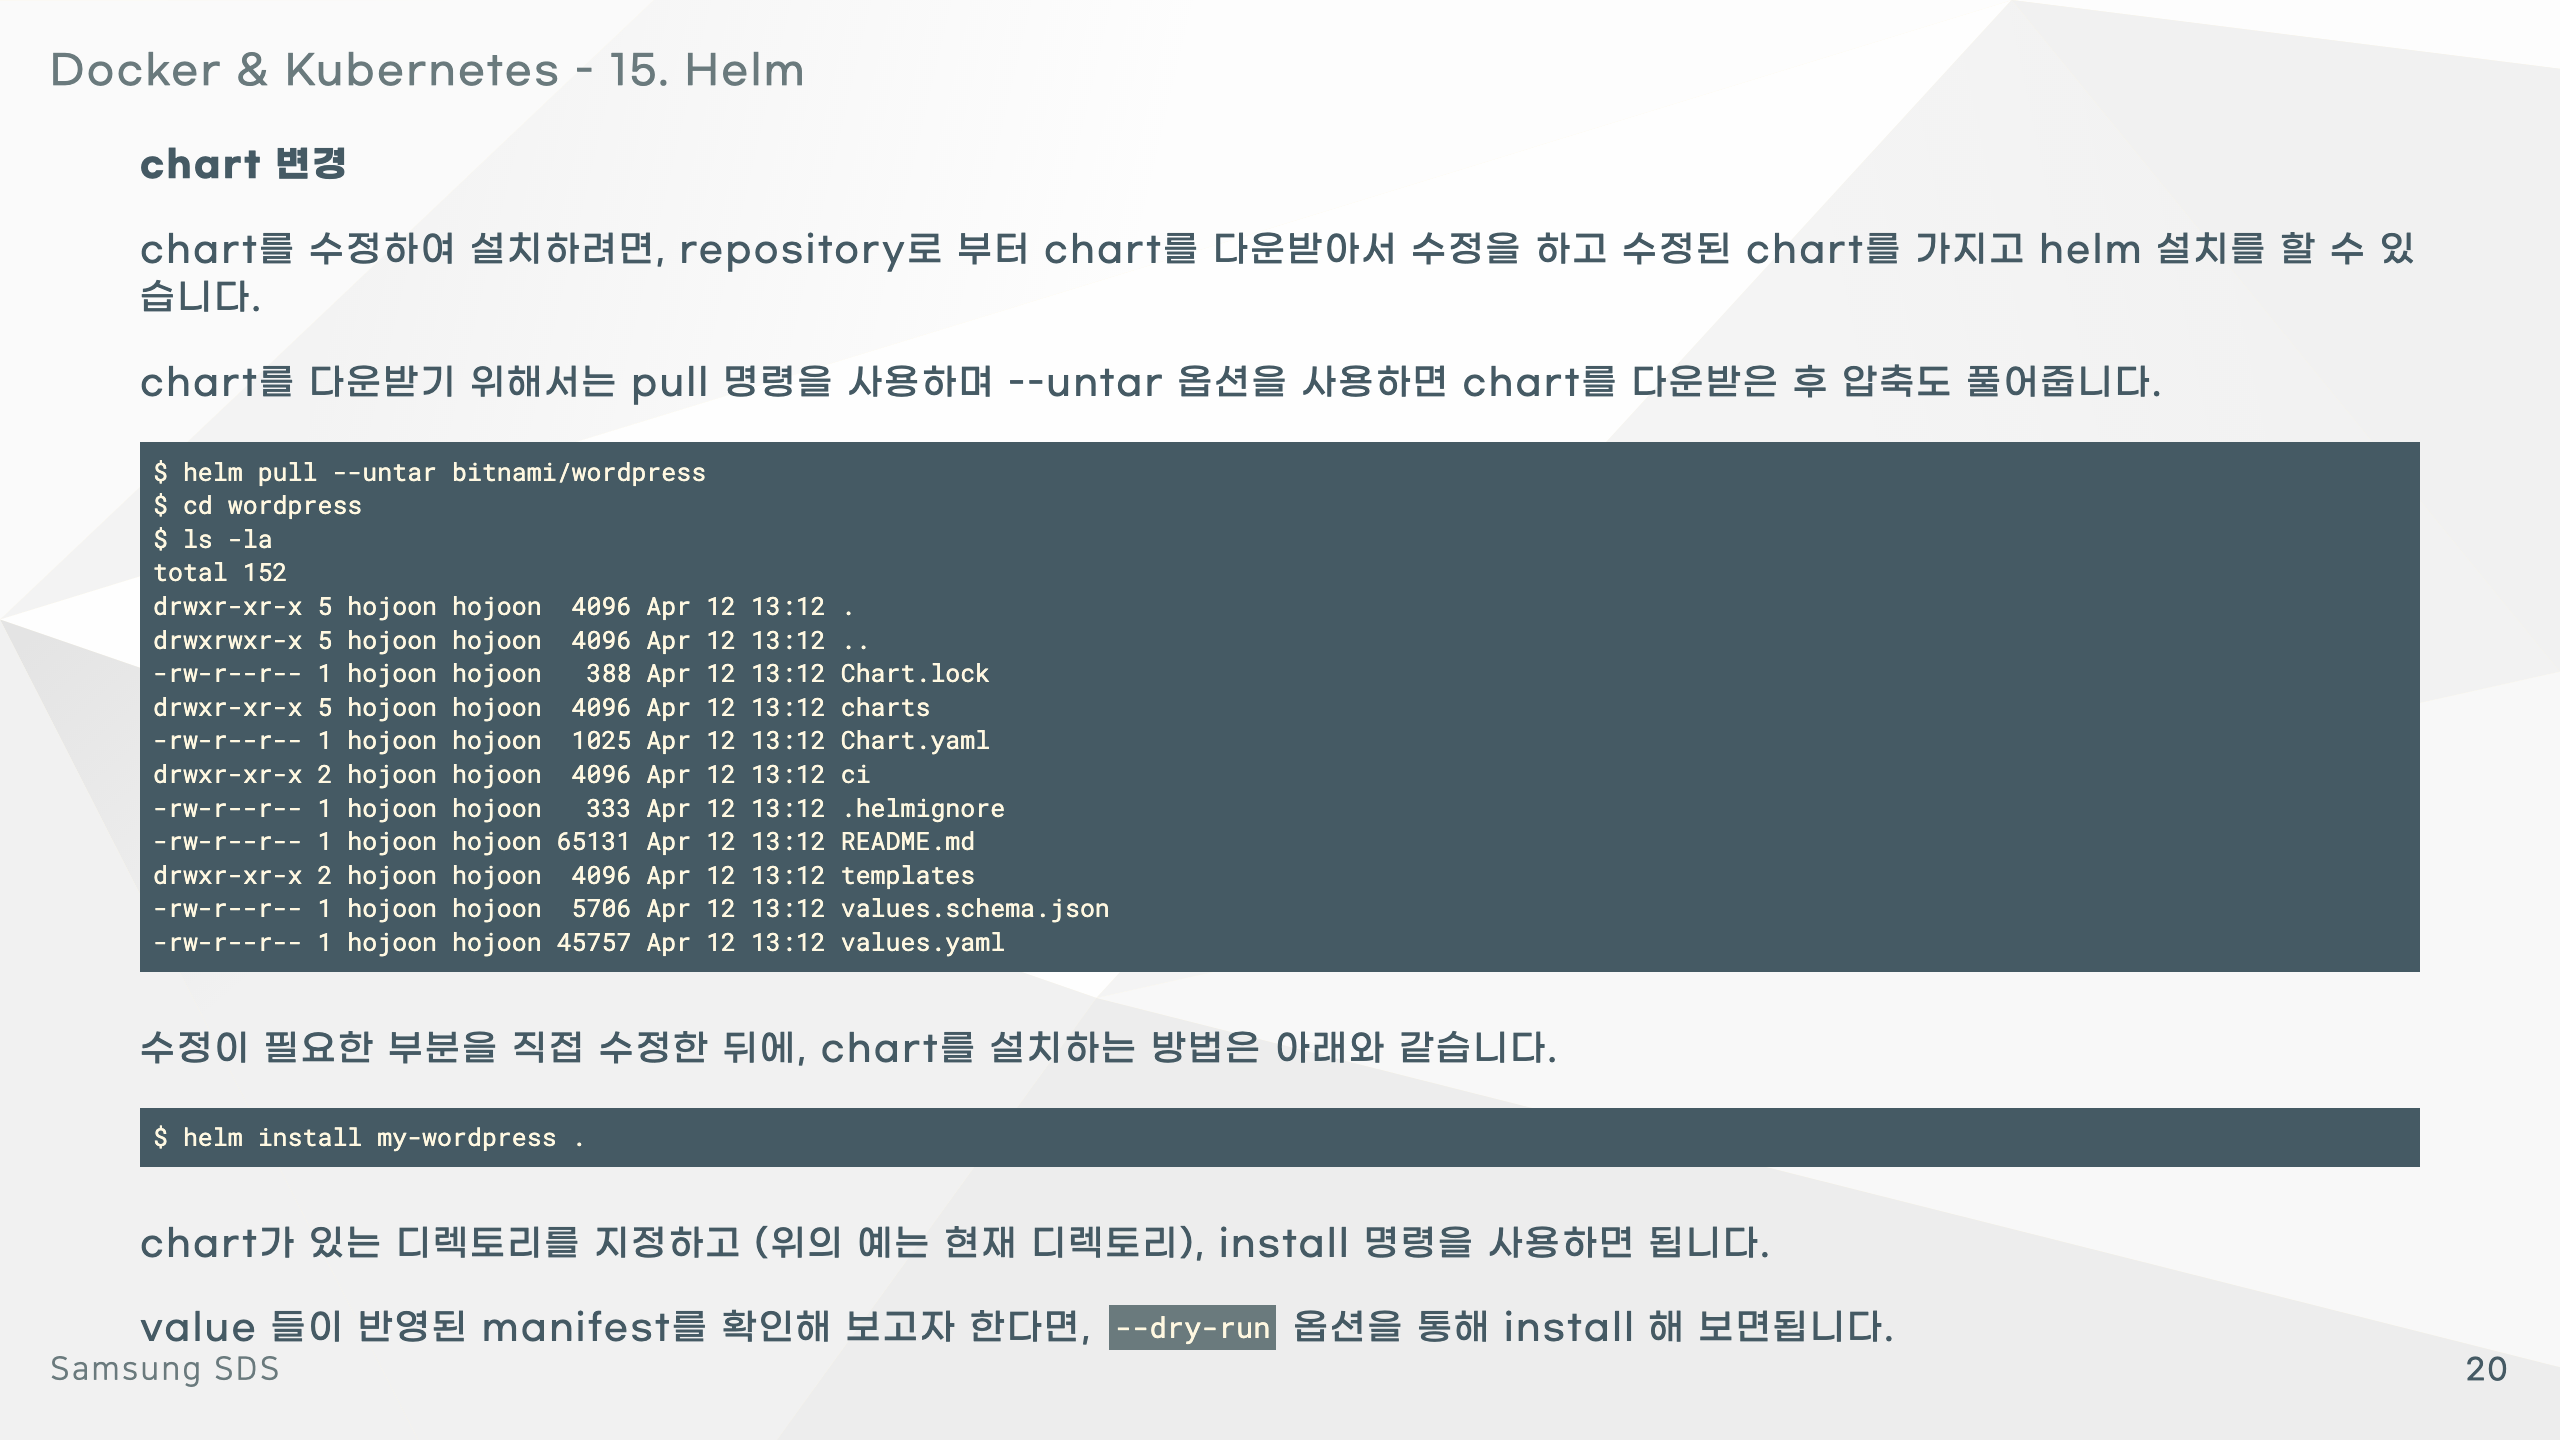 Docker & Kubernetes - 15. Helm
chart 변경
chart를 수정하여 설치하려면, repository로 부터 chart를 다운받아서 수정을 하고 수정된 chart를 가지고 helm 설치를 할 수 있
습니다.
chart를 다운받기 위해서는 pull 명령을 사용하며 --untar 옵션을 사용하면 chart를 다운받은 후 압축도 풀어줍니다.
$ helm pull --untar bitnami/wordpress
$ cd wordpress
$ ls -la
total 152
drwxr-xr-x 5 hojoon hojoon  4096 Apr 12 13:12 .
drwxrwxr-x 5 hojoon hojoon  4096 Apr 12 13:12 ..
-rw-r--r-- 1 hojoon hojoon   388 Apr 12 13:12 Chart.lock
drwxr-xr-x 5 hojoon hojoon  4096 Apr 12 13:12 charts
-rw-r--r-- 1 hojoon hojoon  1025 Apr 12 13:12 Chart.yaml
drwxr-xr-x 2 hojoon hojoon  4096 Apr 12 13:12 ci
-rw-r--r-- 1 hojoon hojoon   333 Apr 12 13:12 .helmignore
-rw-r--r-- 1 hojoon hojoon 65131 Apr 12 13:12 README.md
drwxr-xr-x 2 hojoon hojoon  4096 Apr 12 13:12 templates
-rw-r--r-- 1 hojoon hojoon  5706 Apr 12 13:12 values.schema.json
-rw-r--r-- 1 hojoon hojoon 45757 Apr 12 13:12 values.yaml
수정이 필요한 부분을 직접 수정한 뒤에, chart를 설치하는 방법은 아래와 같습니다.
$ helm install my-wordpress .
chart가 있는 디렉토리를 지정하고 (위의 예는 현재 디렉토리), install 명령을 사용하면 됩니다.
value 들이 반영된 manifest를 확인해 보고자 한다면, --dry-run 옵션을 통해 install 해 보면됩니다.
Samsung SDS
20